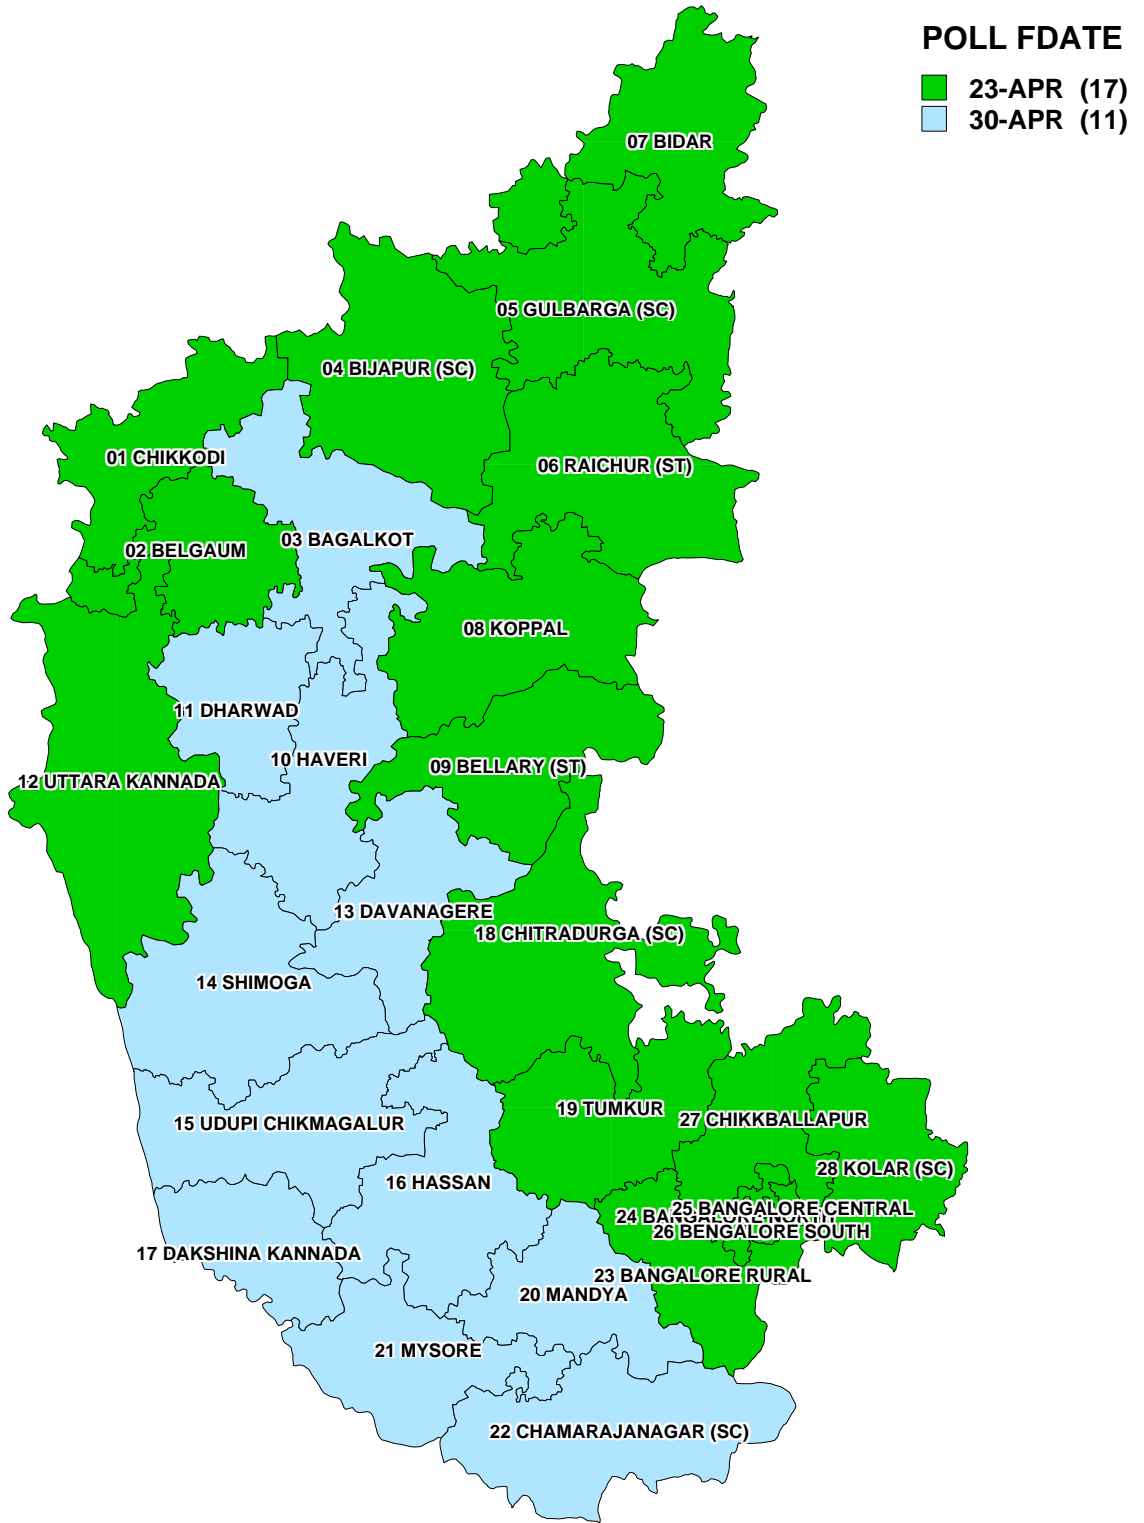 POLL FDATE
23-APR (17)
30-APR (11)
07 BIDAR
05 GULBARGA (SC)
04 BIJAPUR (SC)
01 CHIKKODI
06 RAICHUR (ST)
03 BAGALKOT
02 BELGAUM
08 KOPPAL
11 DHARWAD
10 HAVERI
09 BELLARY (ST)
12 UTTARA KANNADA
13 DAVANAGERE
18 CHITRADURGA (SC)
14 SHIMOGA
19 TUMKUR
27 CHIKKBALLAPUR
15 UDUPI CHIKMAGALUR
28 KOLAR (SC)
16 HASSAN
25 BANGALORE CENTRAL
24 BANGALORE NORTH
26 BENGALORE SOUTH
17 DAKSHINA KANNADA
23 BANGALORE RURAL
20 MANDYA
21 MYSORE
22 CHAMARAJANAGAR (SC)